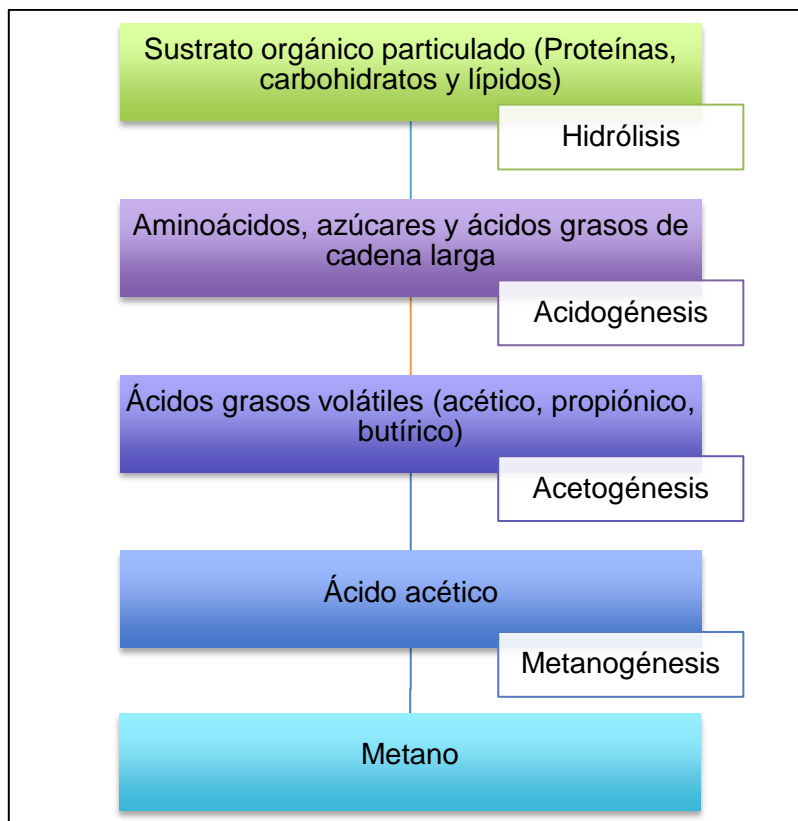 Sustrato orgánico particulado (Proteínas,
carbohidratos y lípidos)
Hidrólisis
Aminoácidos, azúcares y ácidos grasos de
cadena larga
Acidogénesis
Ácidos grasos volátiles (acético, propiónico,
butírico)
Acetogénesis
Ácido acético
Metanogénesis
Metano